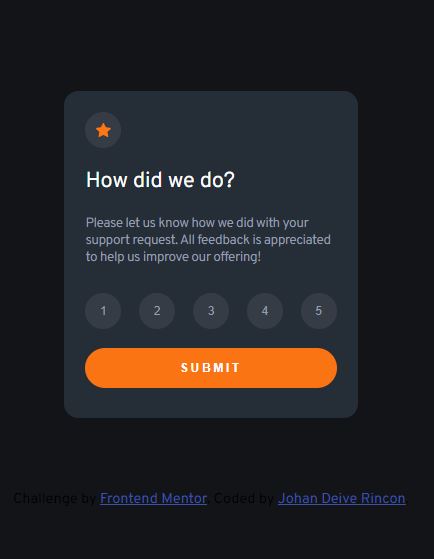 How did we do?
Please let us know how we did with your
support request. All feedback is appreciated
to help us improve our offering!
1 2 3 4 5
SUBMIT
Challenge by Frontend Mentor. Coded by Johan Deive Rincon.